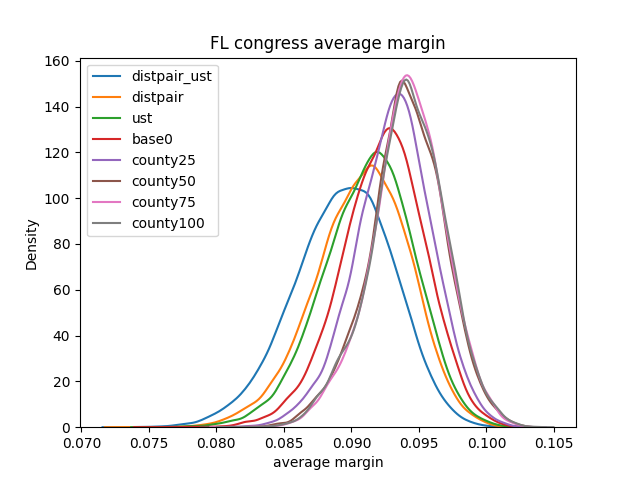 FL congress average margin
160
140
120
100
80
60
40
20
0
Density
distpair_ust
distpair
ust
base0
county25
county50
county75
county100
0.070 0.075 0.080 0.085 0.090 0.095 0.100 0.105
average margin